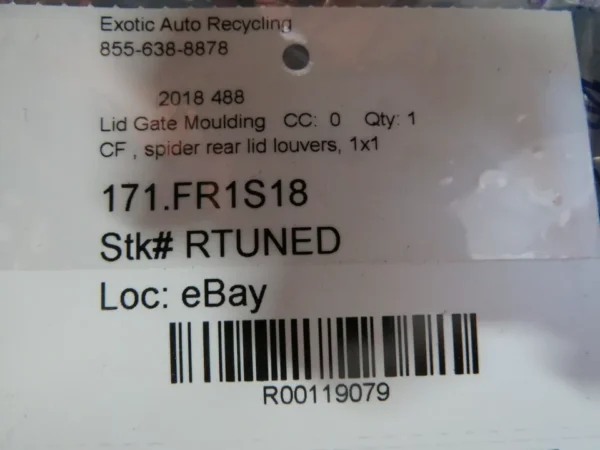 Exotic Auto Recycling
855-638-8878
2018 488
Lid Gate Moulding CC: 0 Qty: 1
CF , spider rear lid louvers, 1x1
171.FR1S18
Stk# RTUNED
Loc: eBay
R00119079